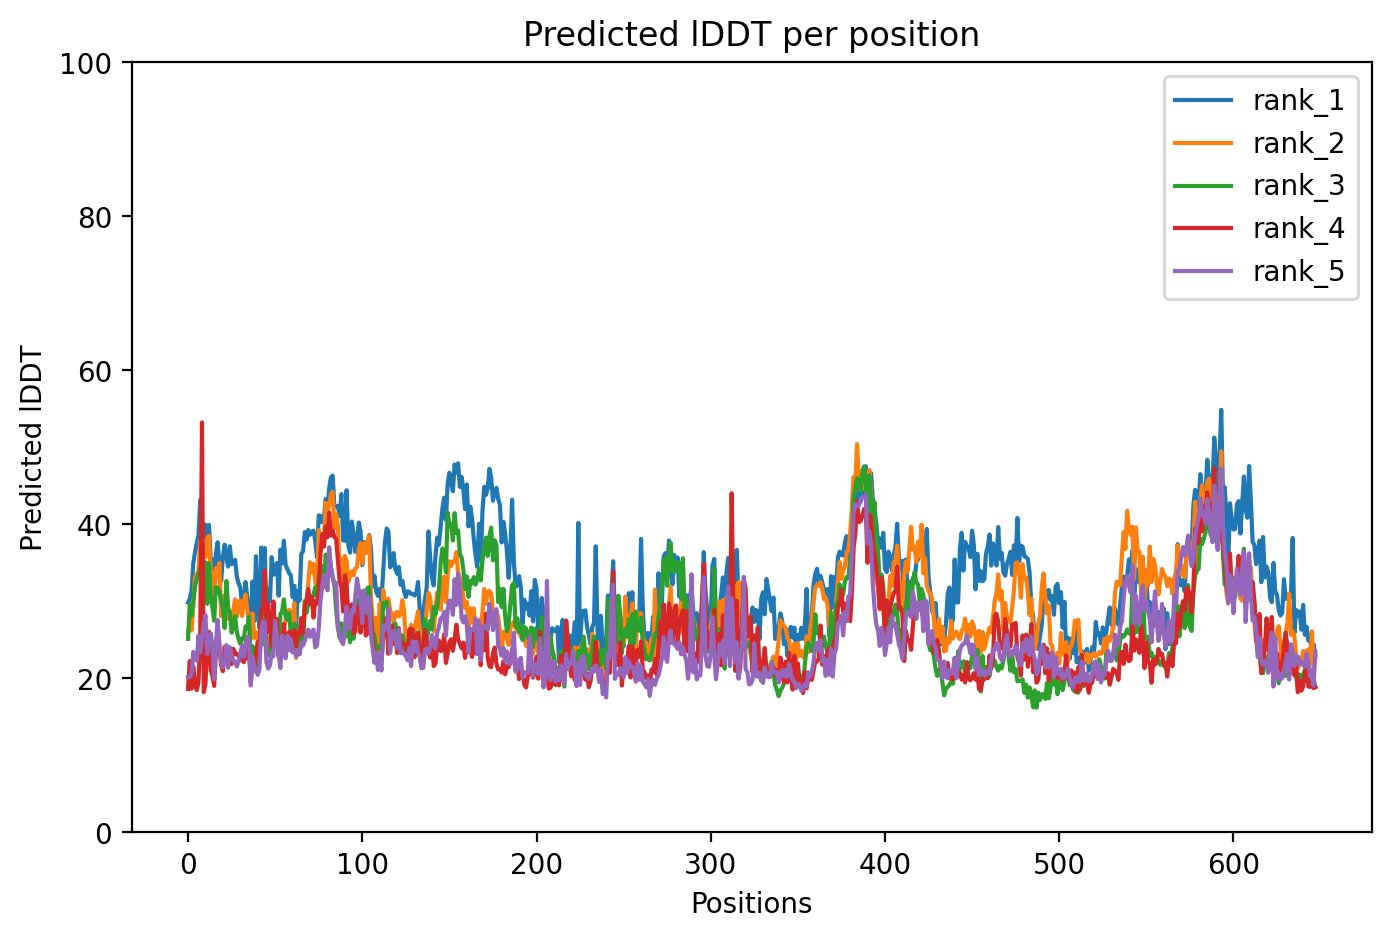 Predicted lDDT per position
100
80
60
40
20
0
Predicted lDDT
0 100 200 300 400 500 600
Positions
rank_1
rank_2
rank_3
rank_4
rank_5